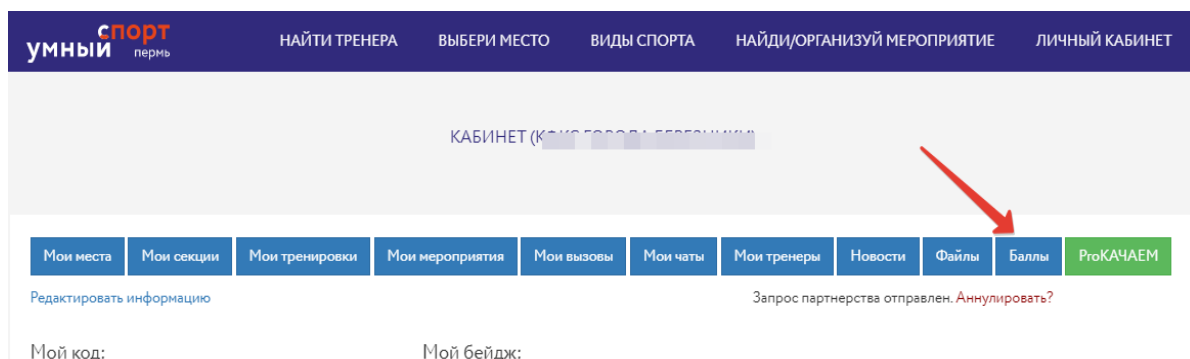 умный спорт пермь
НАЙТИ ТРЕНЕРА ВЫБЕРИ МЕСТО ВИДЫ СПОРТА НАЙДИ/ОРГАНИЗУЙ МЕРОПРИЯТИЕ ЛИЧНЫЙ КАБИНЕТ
КАБИНЕТ
Мои места Мои секции Мои тренировки Мои мероприятия Мои вызовы Мои чаты Мои тренеры Новости Файлы Баллы ProКАЧАЕМ
Редактировать информацию Запрос партнерства отправлен. Аннулировать?
Мой код: Мой бейдж: